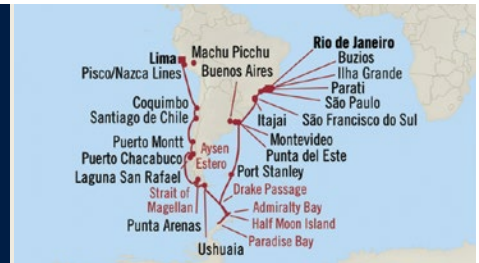 Lima
Machu Picchu
Pisco/Nazca Lines
Buenos Aires
Rio de Janeiro
Buzios
Ilha Grande
Parati
São Paulo
São Francisco do Sul
Itajai
Coquimbo
Santiago de Chile
Montevideo
Punta del Este
Puerto Montt
Puerto Chacabuco
Aysen
Estero
Laguna San Rafael
Port Stanley
Strait of
Magellan
Drake Passage
Punta Arenas
Admiralty Bay
Half Moon Island
Paradise Bay
Ushuaia